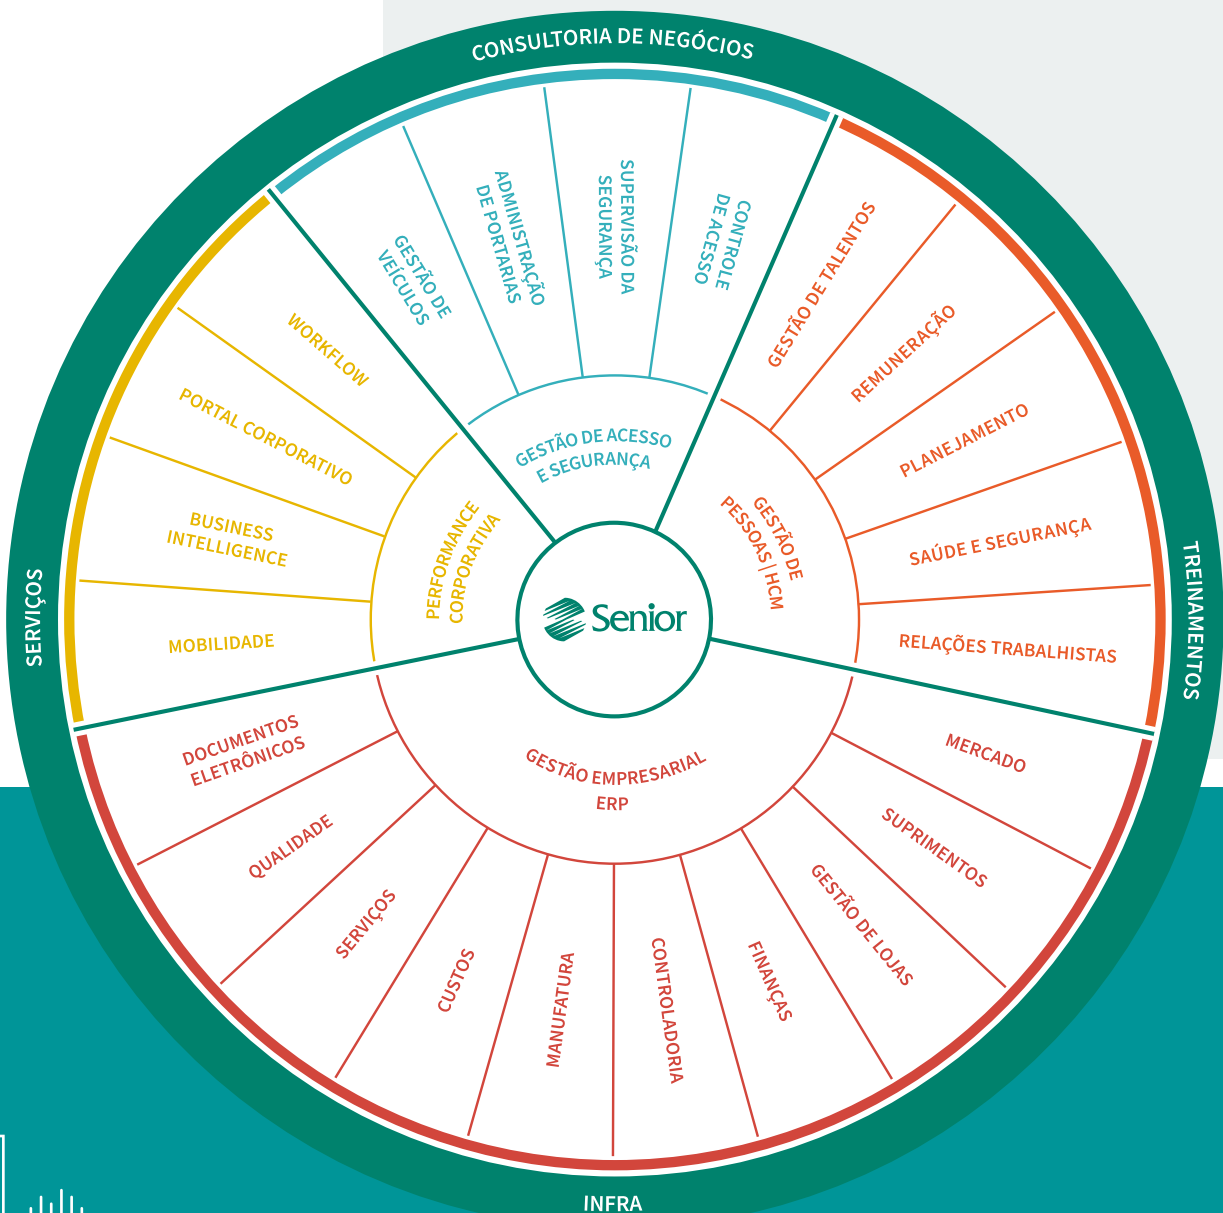 CONSULTORIA DE NEGÓCIOS
GESTÃO DE
VEÍCULOS
ADMINISTRAÇÃO
DE PORTARIAS
SUPERVISÃO DA
SEGURANÇA
CONTROLE
DE ACESSO
GESTÃO DE ACESSO
E SEGURANÇA
GESTÃO DE TALENTOS
REMUNERAÇÃO
PLANEJAMENTO
SAÚDE E SEGURANÇA
RELAÇÕES TRABALHISTAS
GESTÃO DE
PESSOAS | HCM
TREINAMENTOS
WORKFLOW
PORTAL CORPORATIVO
BUSINESS
INTELLIGENCE
MOBILIDADE
PERFORMANCE
CORPORATIVA
SERVIÇOS
Senior
GESTÃO EMPRESARIAL
ERP
DOCUMENTOS
ELETRÔNICOS
QUALIDADE
SERVIÇOS
CUSTOS
MANUFATURA
CONTROLADORIA
FINANÇAS
GESTÃO DE LOJAS
SUPRIMENTOS
MERCADO
INFRA